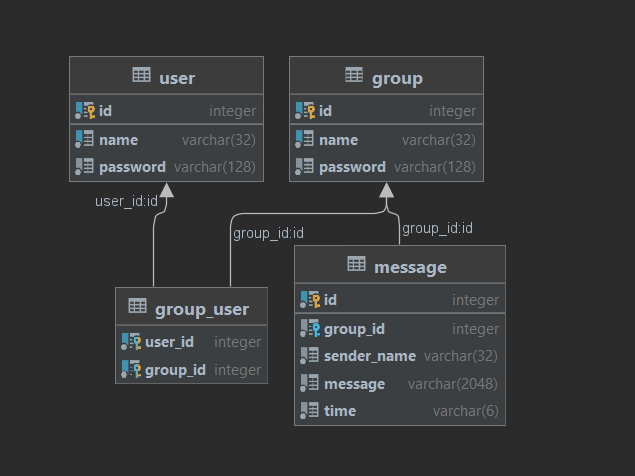 user
id integer
name varchar(32)
password varchar(128)
group
id integer
name varchar(32)
password varchar(128)
user_id:id
group_id:id
group_id:id
group_user
user_id integer
group_id integer
message
id integer
group_id integer
sender_name varchar(32)
message varchar(2048)
time varchar(6)